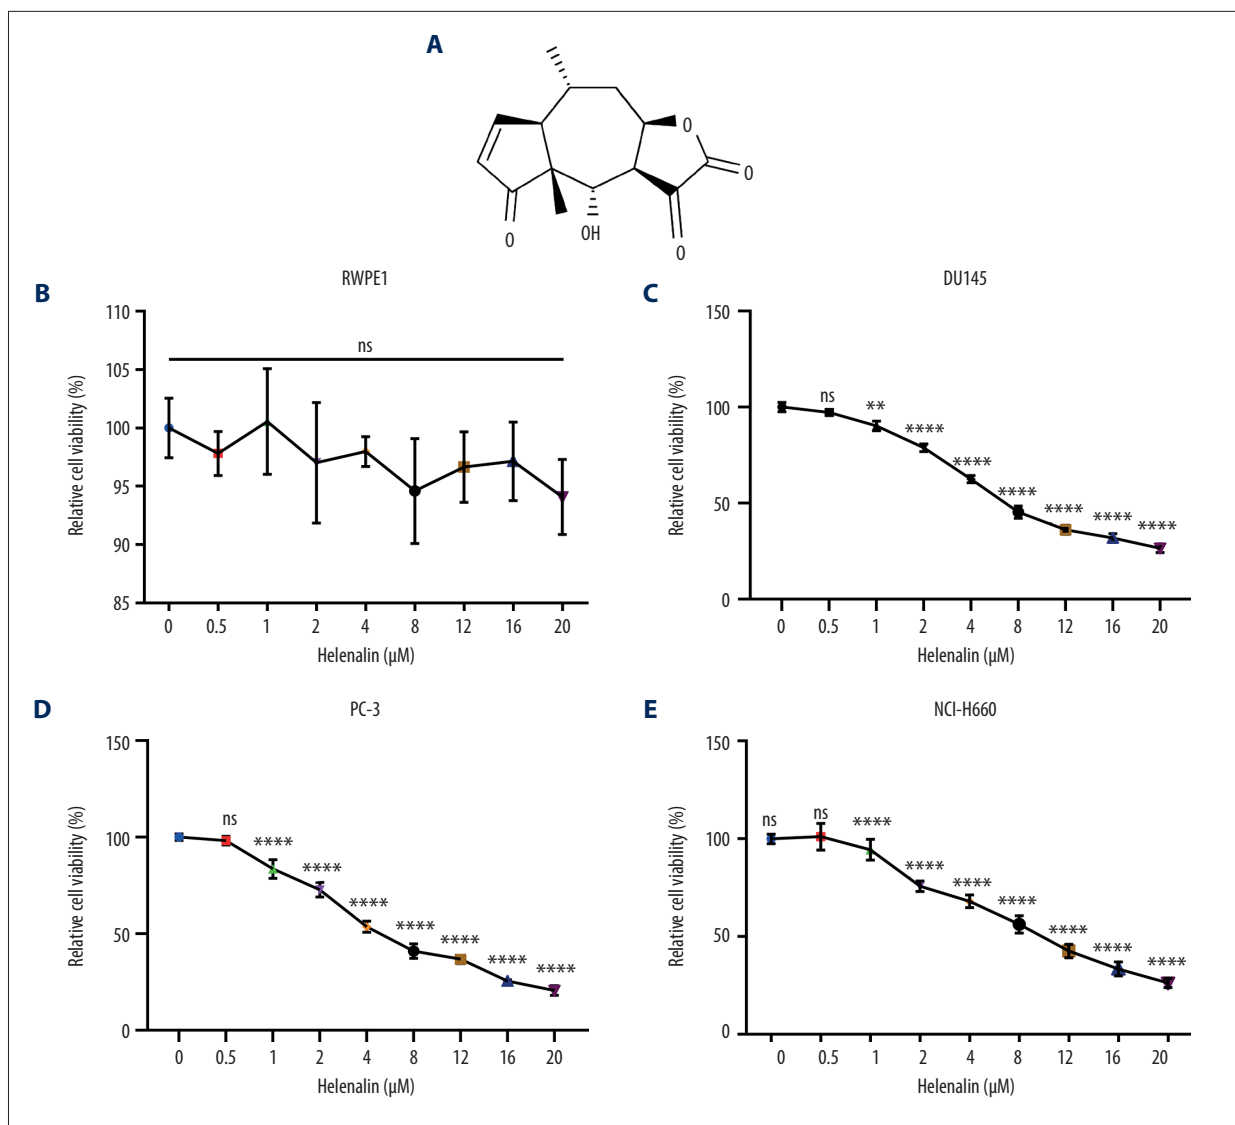 A
O
O
O
OH
O
B
RWPE1
110
105
100
95
90
85
Relative cell viability (%)
ns
0 0.5 1 2 4 8 12 16 20
Helenalin (μM)
C
DU145
150
100
50
0
Relative cell viability (%)
ns ** **** **** **** **** **** ****
0 0.5 1 2 4 8 12 16 20
Helenalin (μM)
D
PC-3
150
100
50
0
Relative cell viability (%)
ns **** **** **** **** **** **** ****
0 0.5 1 2 4 8 12 16 20
Helenalin (μM)
E
NCI-H660
150
100
50
0
Relative cell viability (%)
ns ns **** **** **** **** **** **** ****
0 0.5 1 2 4 8 12 16 20
Helenalin (μM)